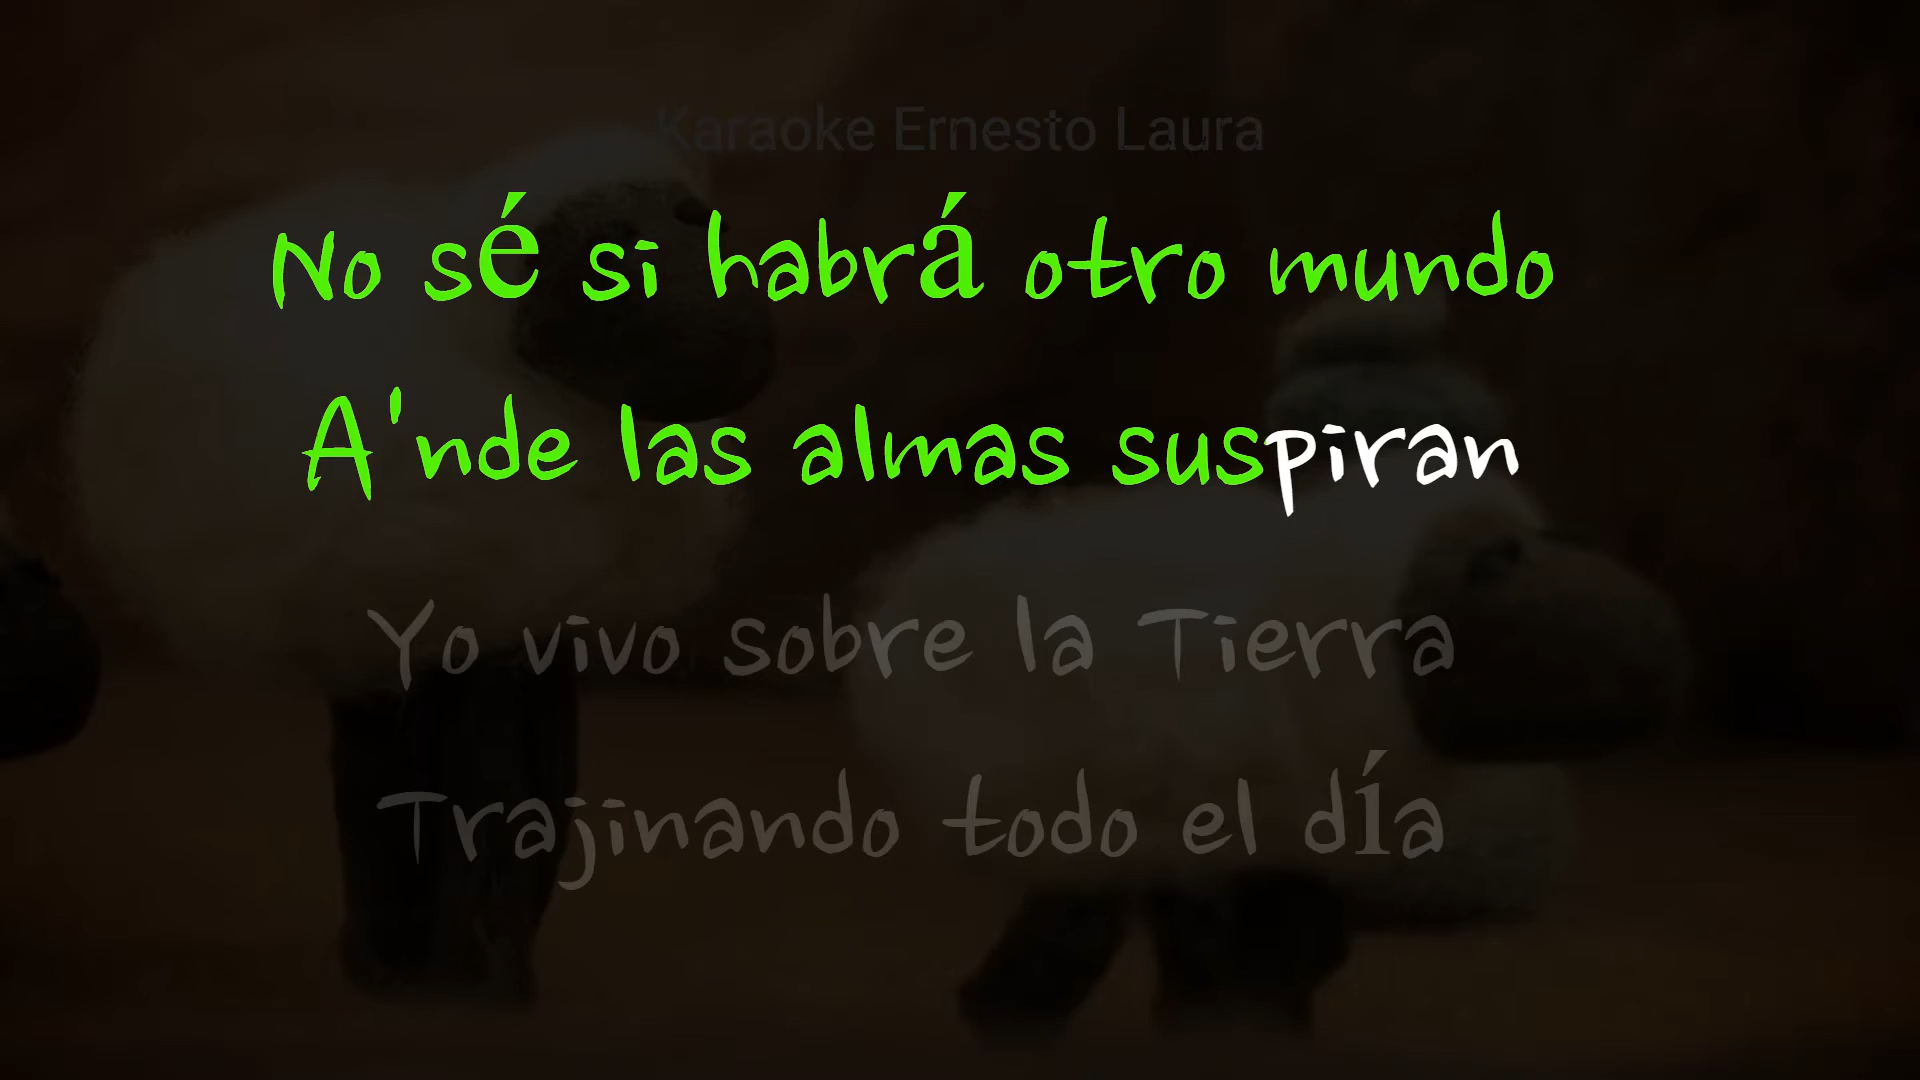 Karaoke Ernesto Laura
No sé si habrá otro mundo
A'nde las almas suspiran
Yo vivo sobre la Tierra
Trajinando todo el día